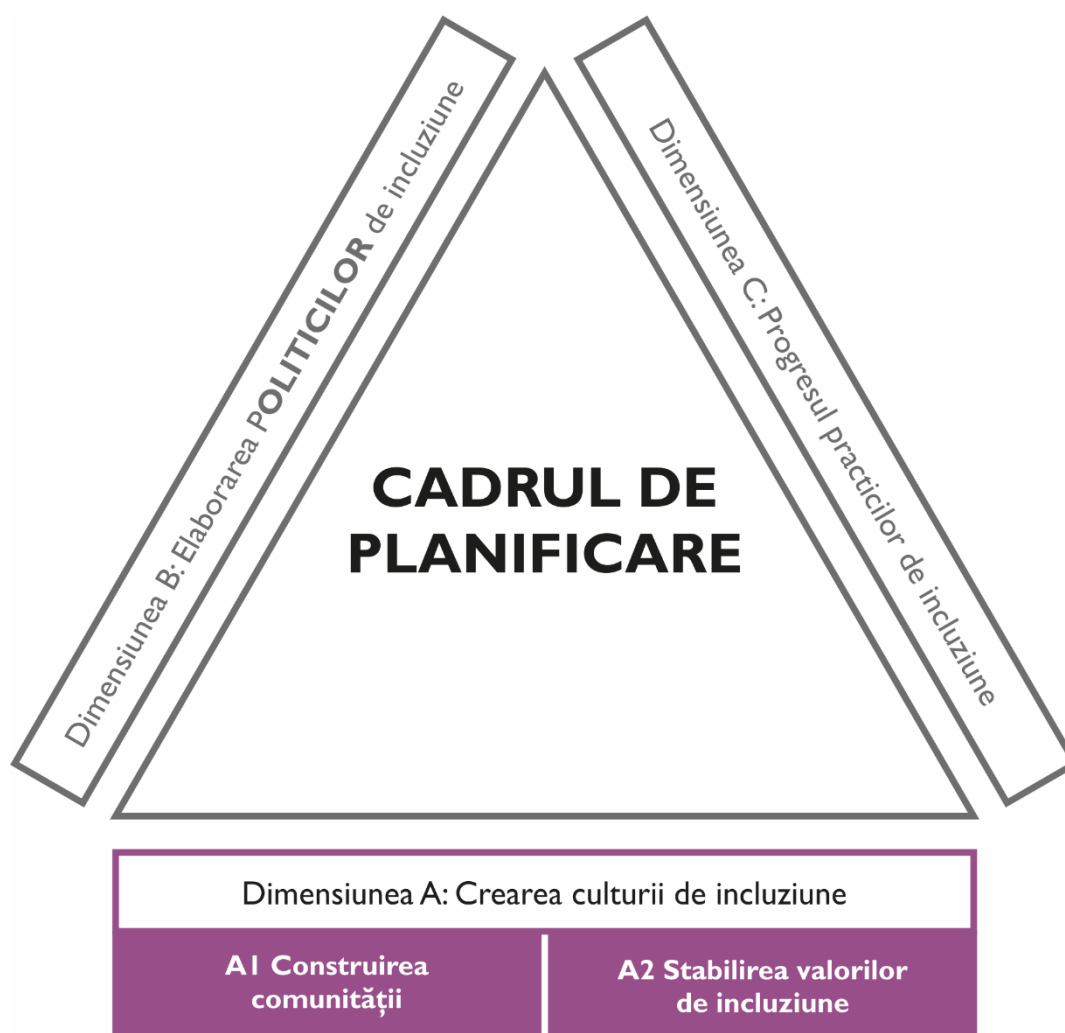 Dimensiunea B: Elaborarea POLITICILOR de incluziune
Dimensiunea C: Progresul practicilor de incluziune
CADRUL DE
PLANIFICARE
Dimensiunea A: Crearea culturii de incluziune
A1 Construirea
comunității
A2 Stabilirea valorilor
de incluziune